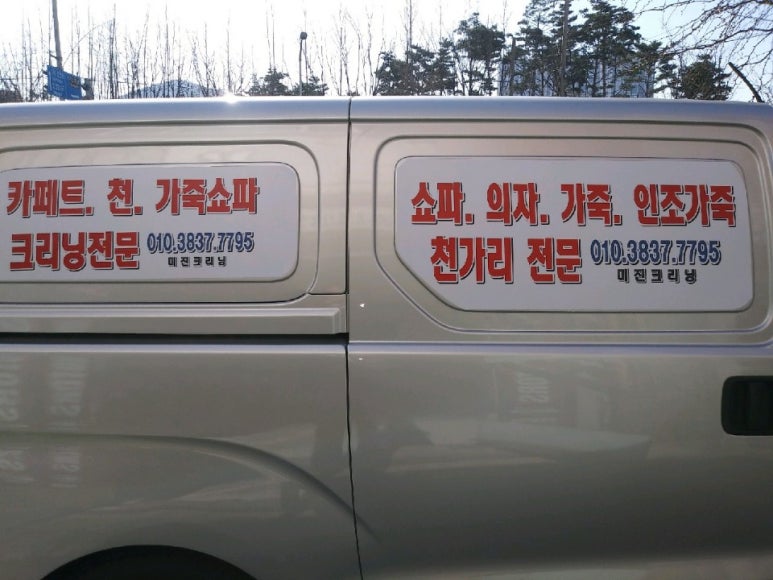 카페트. 천. 가죽쇼파
크리닝전문 010.3837.7795
미진크리닝
쇼파. 의자. 가죽. 인조가죽
천가리 전문 010.3837.7795
미진크리닝